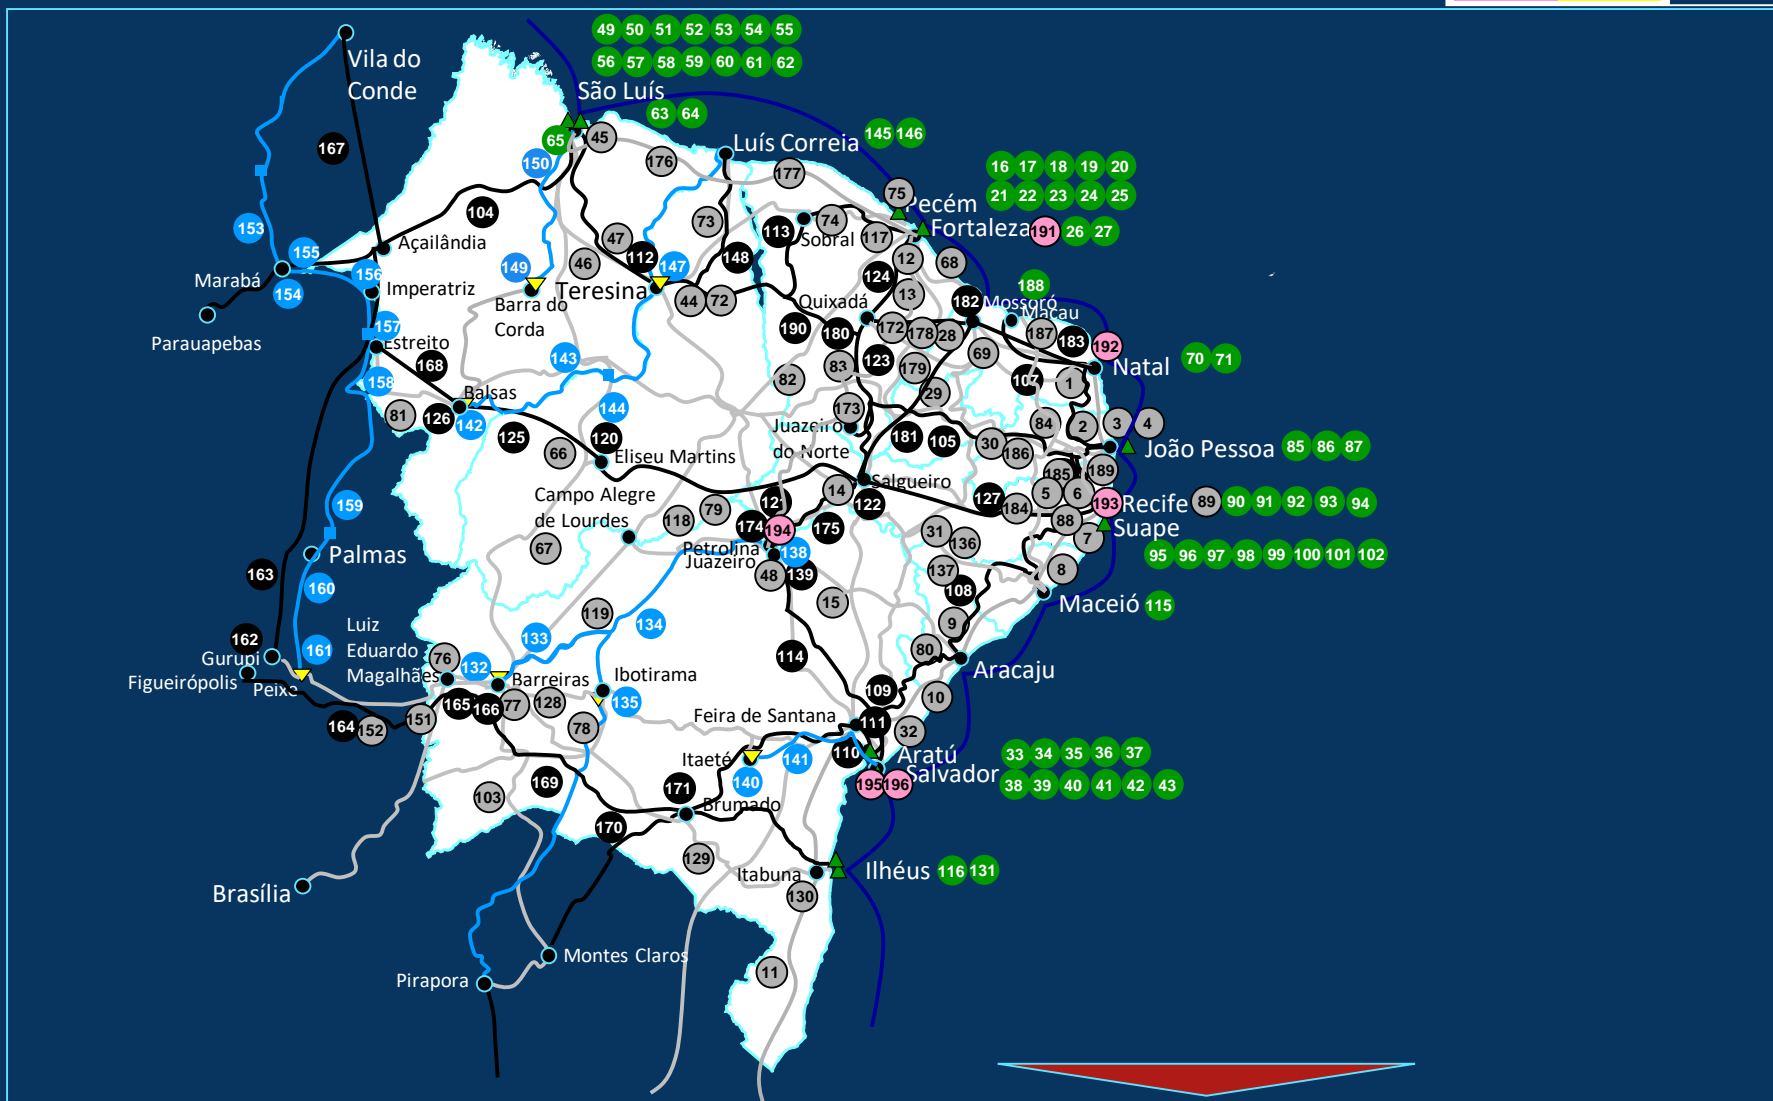 49 50 51 52 53 54 55
56 57 58 59 60 61 62
Vila do
Conde
São Luís
63 64
65
45
150
167
176
Luís Correia
145 146
177
16 17 18 19 20
21 22 23 24 25
75
Pecém
Fortaleza
191 26 27
104
153
155
Açailândia
47
46
112
147
73
148
113
74
Sobral
117
12
68
124
13
Marabá
154
156
Imperatriz
149
Barra do
Corda
Teresina
44 72
Quixadá
182
188
Mossoró
Macau
Parauapebas
157
Estreito
168
143
190
180
172
178
28
187
183
192
69
Natal
70 71
158
82
83
123
179
29
107
1
81
126
Balsas
142
144
125
120
66
Eliseu Martins
173
Juazeiro
do Norte
181
105
30
186
84
2
3
4
João Pessoa
85 86 87
189
185
Salgueiro
14
122
127
184
5
6
193
Recife
89 90 91 92 93 94
Suape
88
7
Campo Alegre
de Lourdes
118
79
121
174
194
175
31
136
95 96 97 98 99 100 101 102
159
Palmas
163
160
67
Petrolina
Juazeiro
138
48
139
15
137
108
8
Maceió
115
119
134
133
9
80
162
Gurupi
161
Luiz
Eduardo
Magalhães
76
132
Figueirópolis
Peixe
Barreiras
Ibotirama
135
114
Aracaju
109
10
165
166
77
128
78
151
164
152
Feira de Santana
111
32
110
Aratú
Salvador
33 34 35 36 37
38 39 40 41 42 43
195 196
Itaeté
140
141
103
169
171
Brumado
170
129
Itabuna
130
Ilhéus
116 131
Brasília
Montes Claros
Pirapora
11